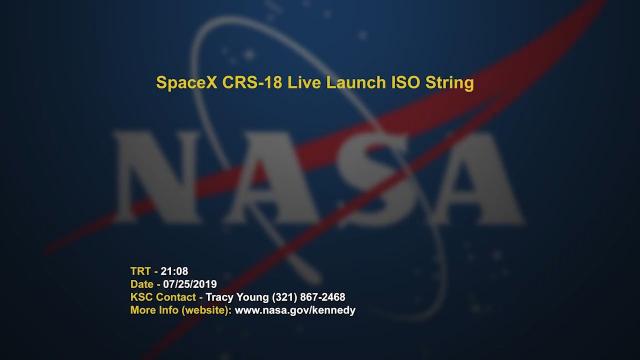 SpaceX CRS-18 Live Launch ISO String
NASA
TRT - 21:08
Date - 07/25/2019
KSC Contact - Tracy Young (321) 867-2468
More Info (website): www.nasa.gov/kennedy